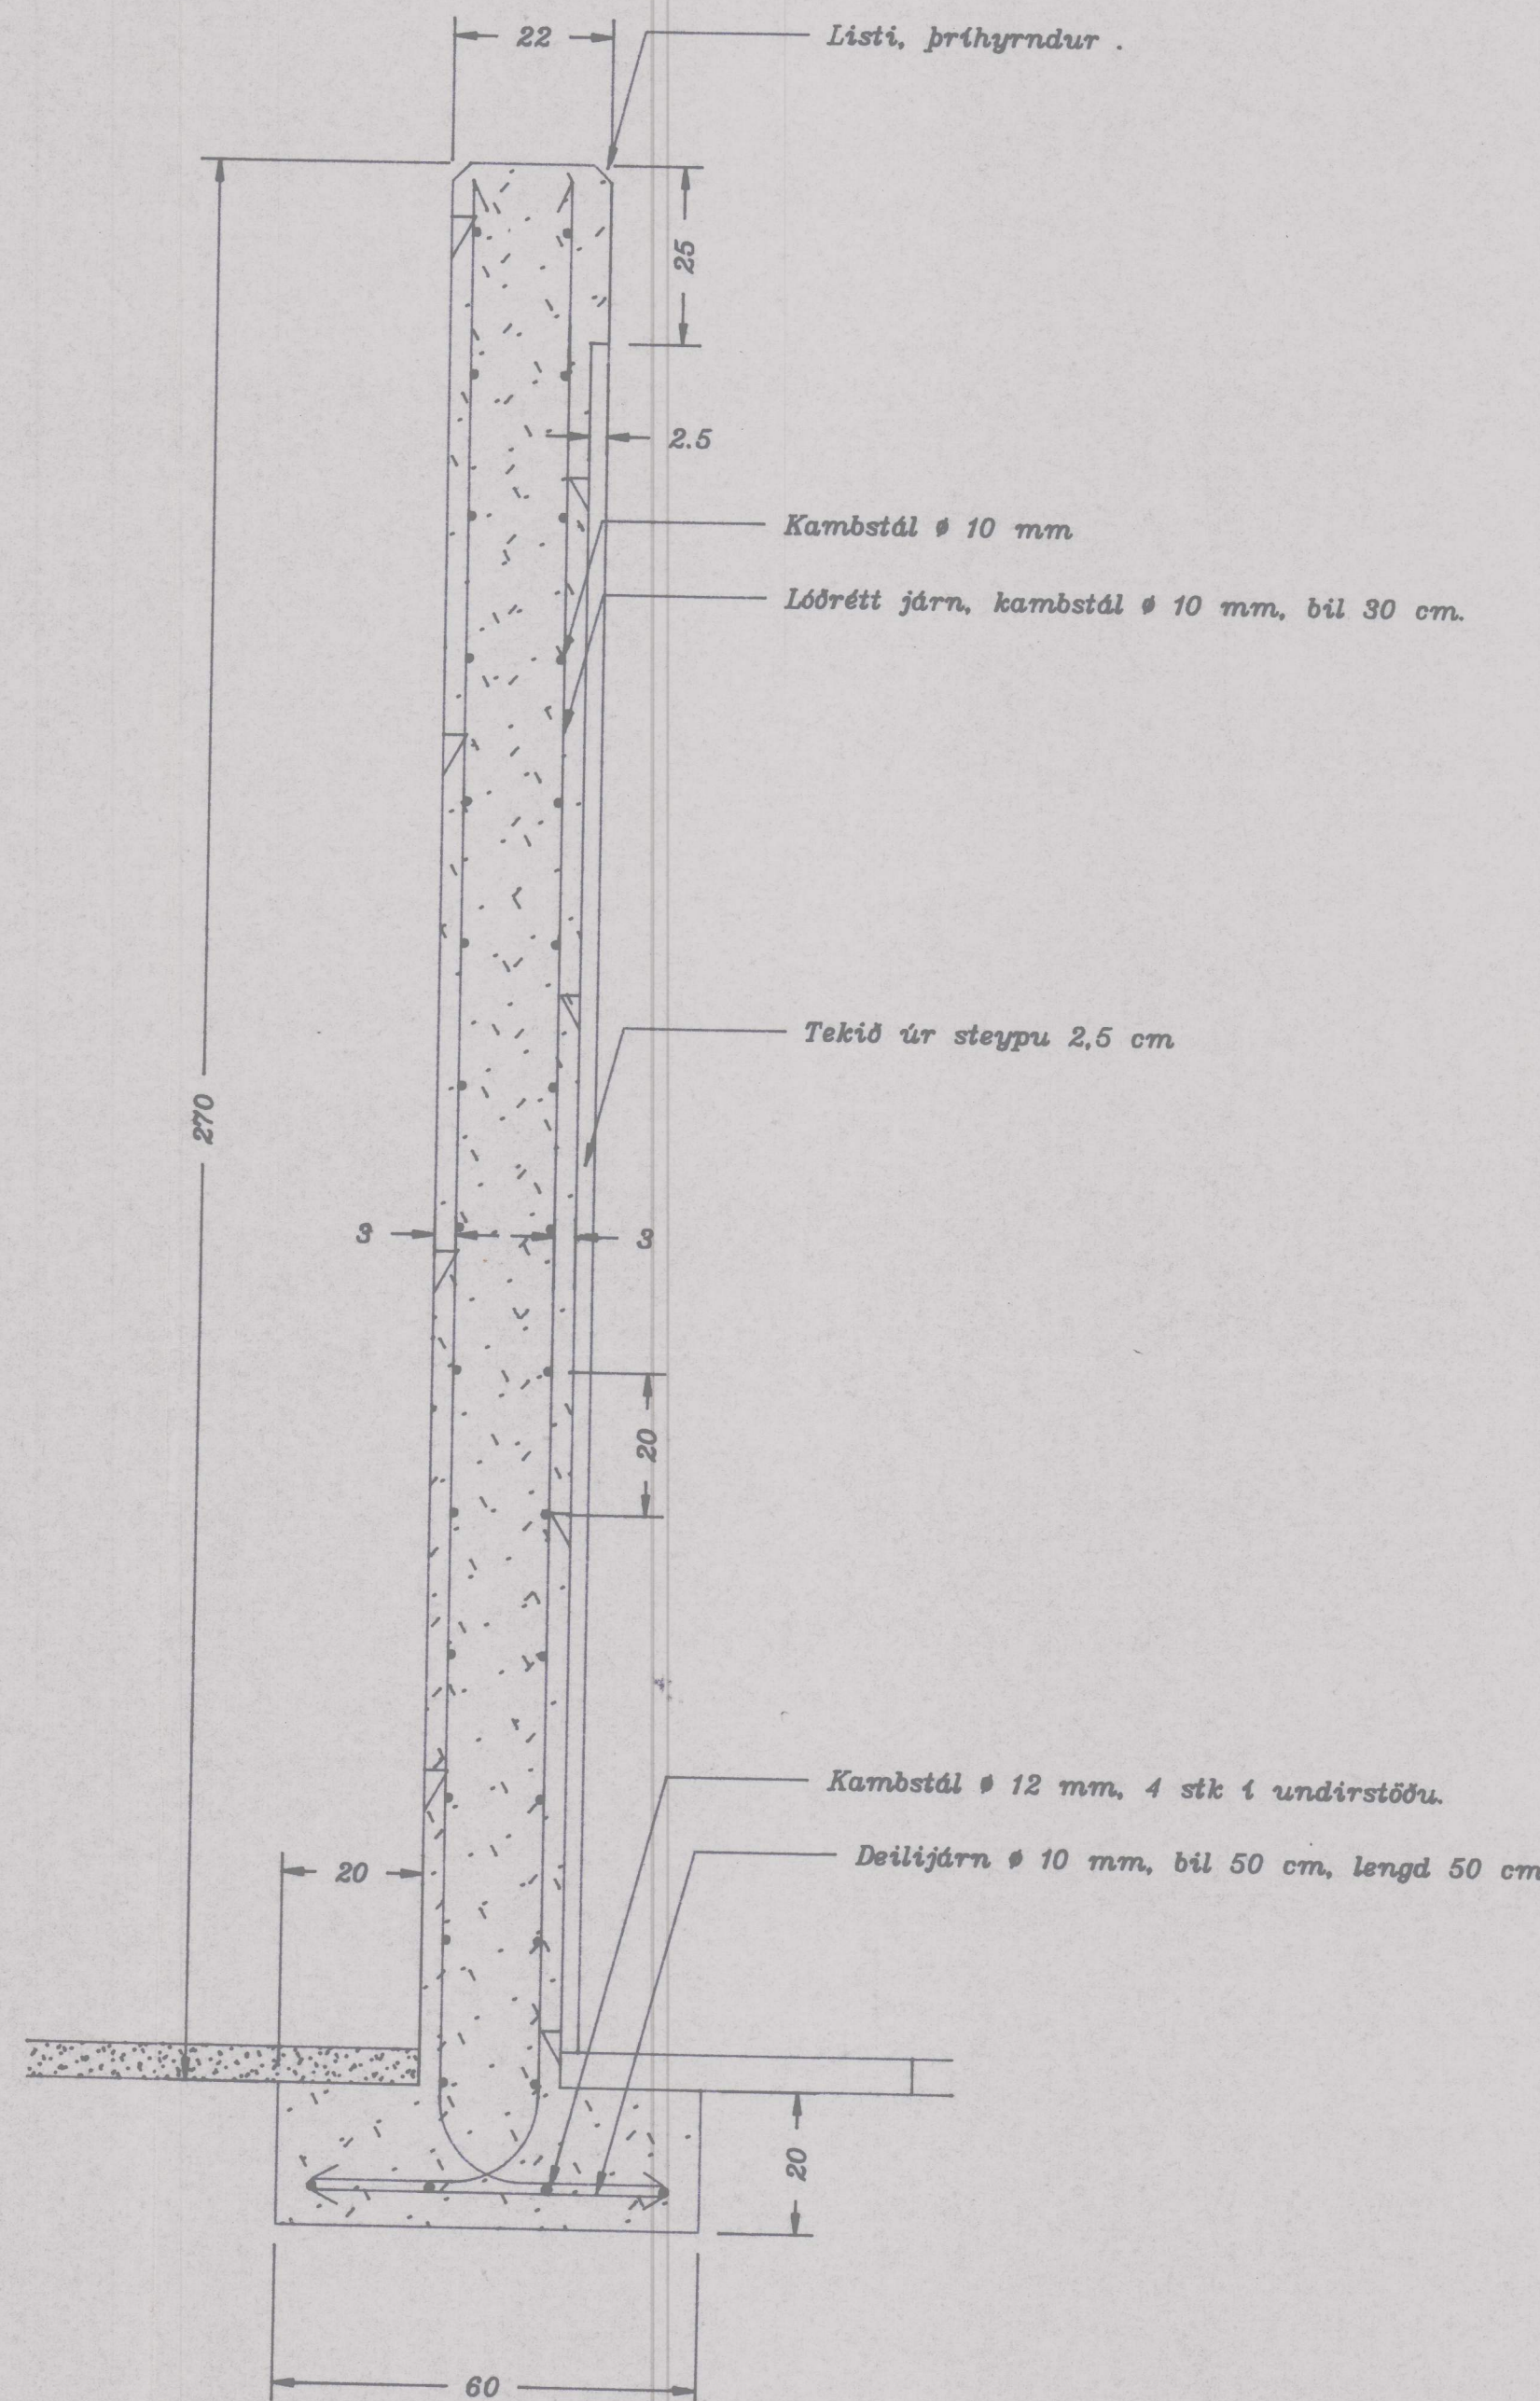 22
Listi, þríhyrndur .
25
2.5
Kambstál ø 10 mm
Lóðrétt járn, kambstál ø 10 mm, bil 30 cm.
Tekið úr steypu 2,5 cm
270
3
3
20
Kambstál ø 12 mm, 4 stk í undirstöðu.
Deilijárn ø 10 mm, bil 50 cm, lengd 50 cm
20
20
60